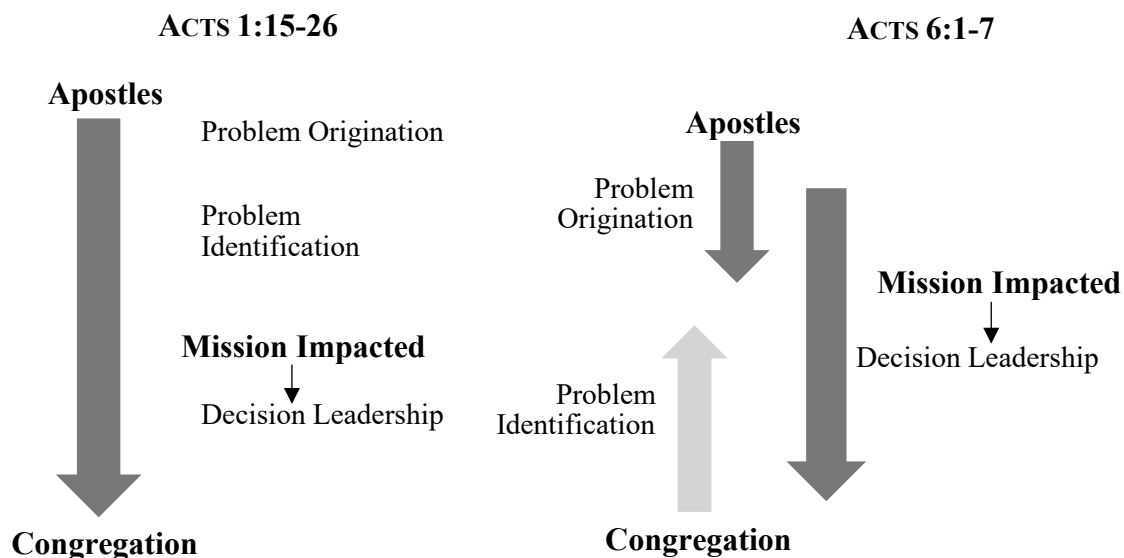 ACTS 1:15-26
Apostles
Problem Origination
Problem
Identification
Mission Impacted
Decision Leadership
Congregation
ACTS 6:1-7
Apostles
Problem
Origination
Mission Impacted
Decision Leadership
Problem
Identification
Congregation